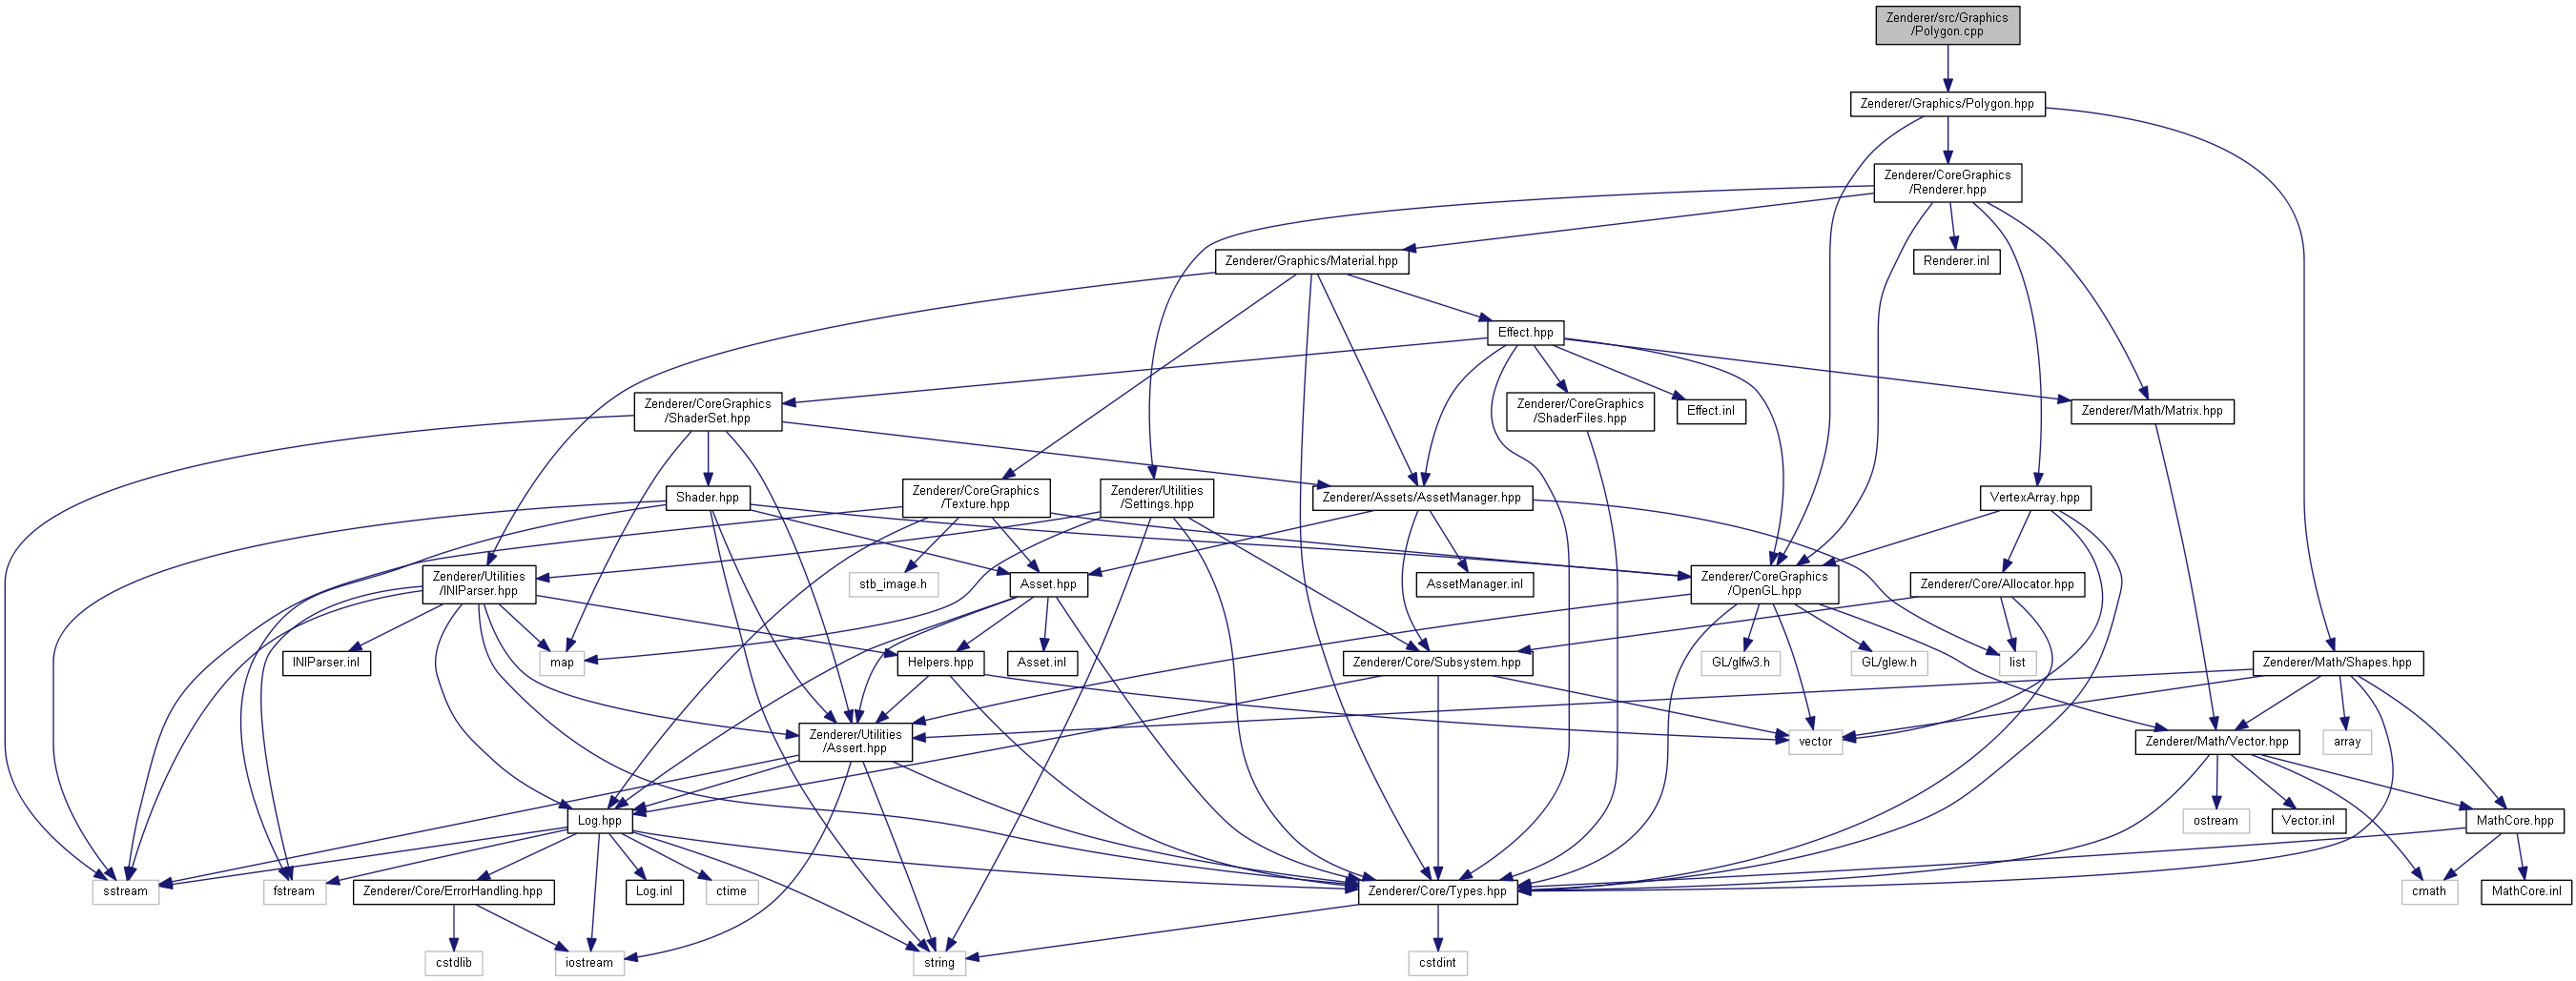 Zenderer/src/Graphics
/Polygon.cpp
Zenderer/Graphics/Polygon.hpp
Zenderer/CoreGraphics
/Renderer.hpp
Zenderer/Graphics/Material.hpp
Renderer.inl
Effect.hpp
Zenderer/CoreGraphics
/ShaderSet.hpp
Zenderer/CoreGraphics
/ShaderFiles.hpp
Effect.inl
Zenderer/Math/Matrix.hpp
Shader.hpp
Zenderer/CoreGraphics
/Texture.hpp
Zenderer/Utilities
/Settings.hpp
Zenderer/Assets/AssetManager.hpp
VertexArray.hpp
Zenderer/Utilities
/INIParser.hpp
stb_image.h
Asset.hpp
AssetManager.inl
Zenderer/CoreGraphics
/OpenGL.hpp
Zenderer/Core/Allocator.hpp
INIParser.inl
map
Helpers.hpp
Asset.inl
Zenderer/Core/Subsystem.hpp
GL/glfw3.h
GL/glew.h
list
Zenderer/Math/Shapes.hpp
Zenderer/Utilities
/Assert.hpp
vector
Zenderer/Math/Vector.hpp
array
Log.hpp
ostream
Vector.inl
MathCore.hpp
sstream
fstream
Zenderer/Core/ErrorHandling.hpp
Log.inl
ctime
Zenderer/Core/Types.hpp
cmath
MathCore.inl
cstdlib
iostream
string
cstdint